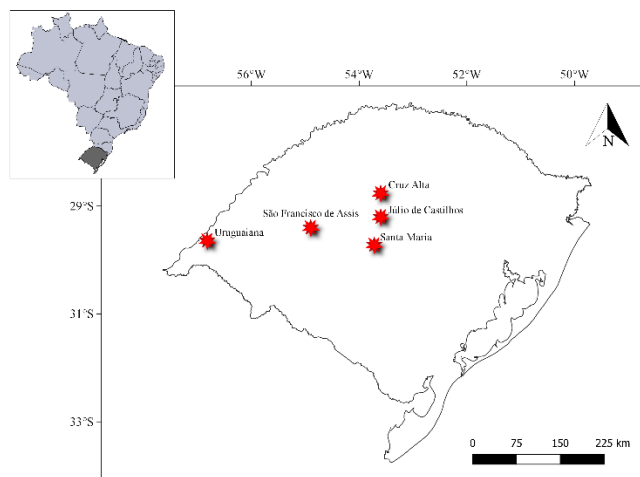 56°W 54°W 52°W 50°W
N
Cruz Alta
29°S
Júlio de Castilhos
São Francisco de Assis
Uruguaiana
Santa Maria
31°S
33°S
0 75 150 225 km